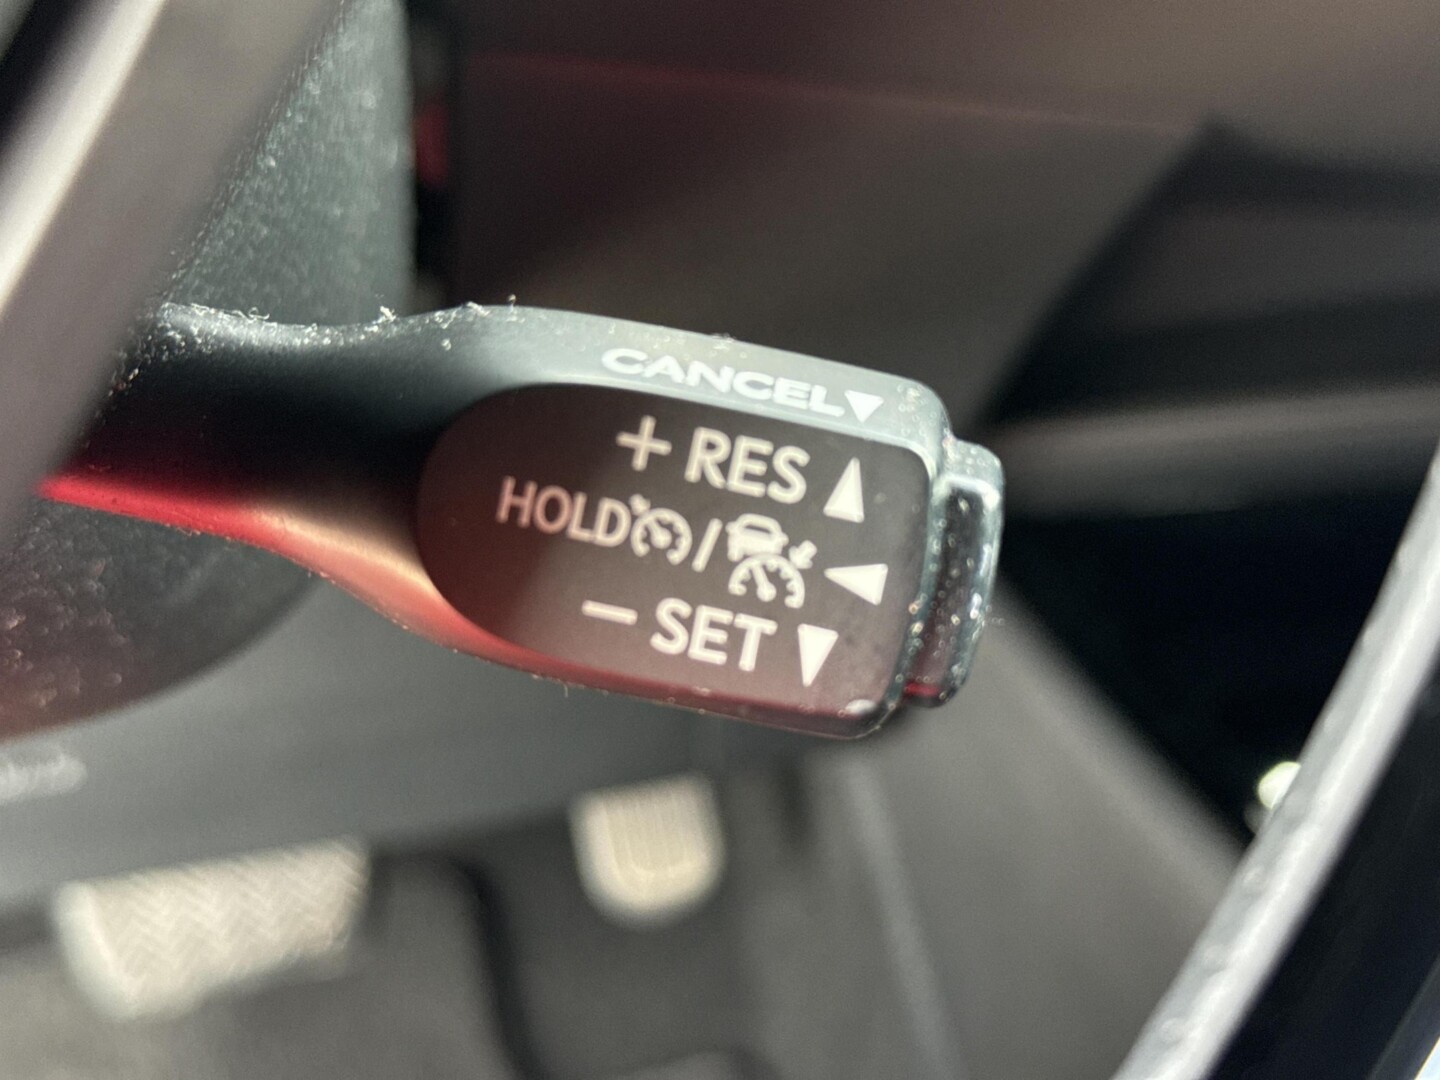 CANCEL▼
+ RES ▲
HOLD / ◀
− SET ▼